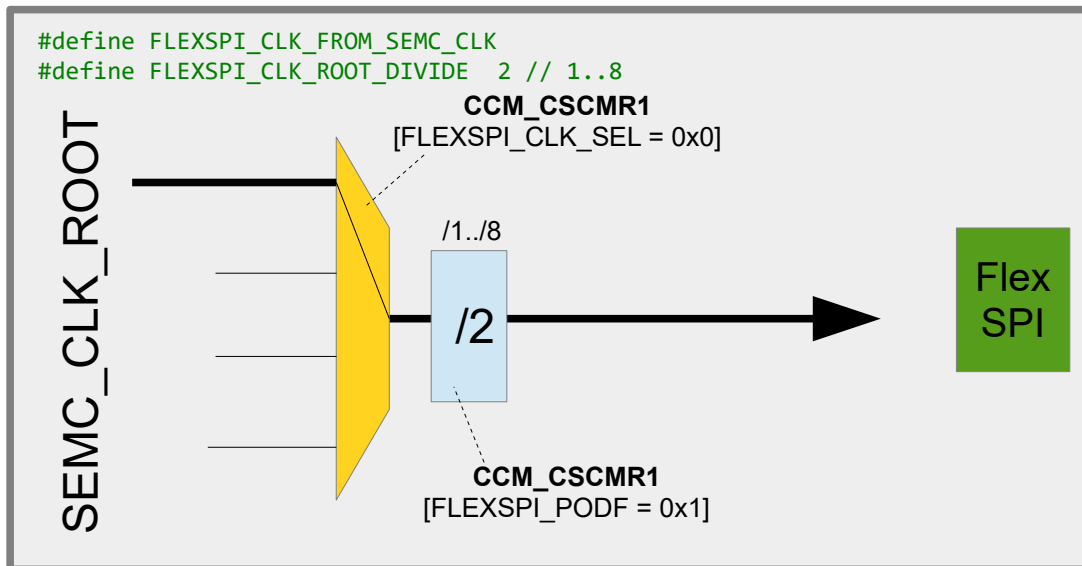 #define FLEXSPI_CLK_FROM_SEMC_CLK
#define FLEXSPI_CLK_ROOT_DIVIDE  2 // 1..8
CCM_CSCMR1
[FLEXSPI_CLK_SEL = 0x0]
SEMC_CLK_ROOT
/1../8
/2
Flex
SPI
CCM_CSCMR1
[FLEXSPI_PODF = 0x1]